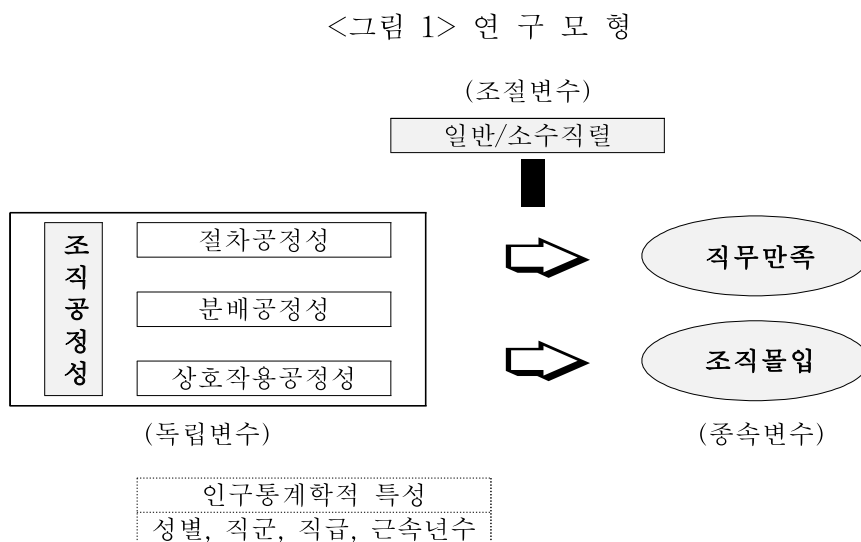 <그림 1> 연 구 모 형
(조절변수)
일반/소수직렬
조직공정성
절차공정성
분배공정성
상호작용공정성
직무만족
조직몰입
(독립변수)
(종속변수)
인구통계학적 특성
성별, 직군, 직급, 근속년수